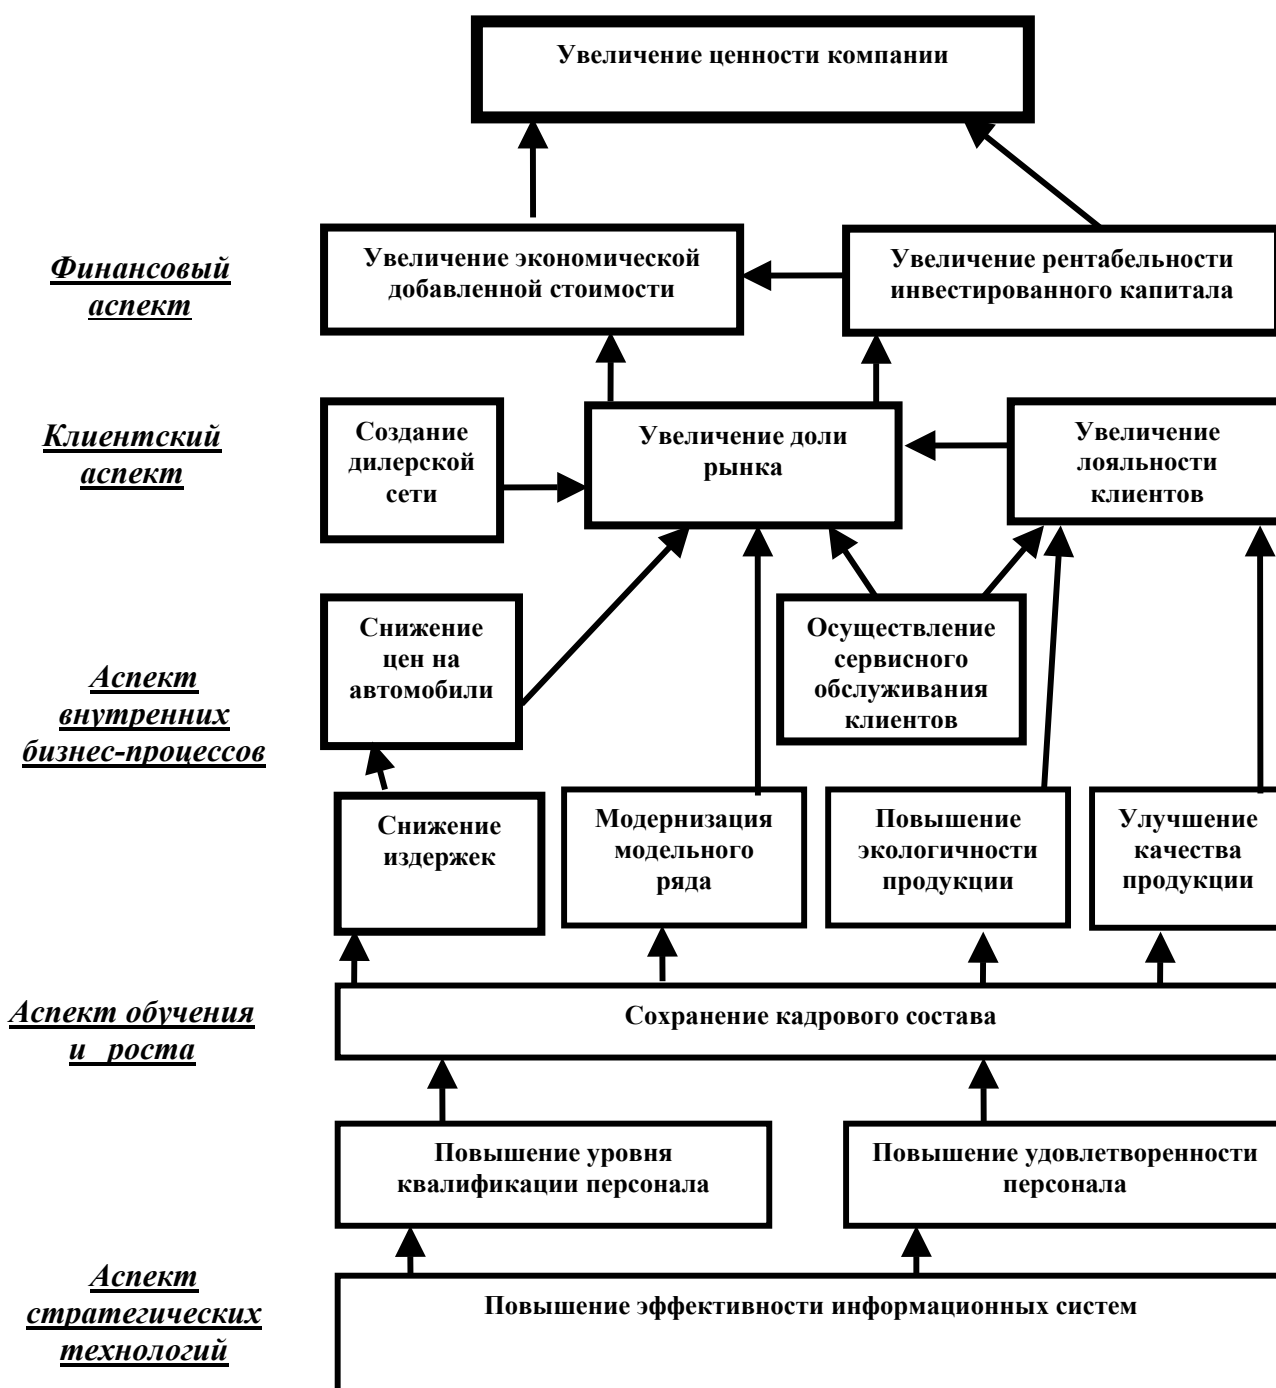 Увеличение ценности компании
Финансовый
аспект
Увеличение экономической
добавленной стоимости
Увеличение рентабельности
инвестированного капитала
Клиентский
аспект
Создание
дилерской
сети
Увеличение доли
рынка
Увеличение
лояльности
клиентов
Аспект
внутренних
бизнес-процессов
Снижение
цен на
автомобили
Осуществление
сервисного
обслуживания
клиентов
Снижение
издержек
Модернизация
модельного
ряда
Повышение
экологичности
продукции
Улучшение
качества
продукции
Аспект обучения
и роста
Сохранение кадрового состава
Повышение уровня
квалификации персонала
Повышение удовлетворенности
персонала
Аспект
стратегических
технологий
Повышение эффективности информационных систем